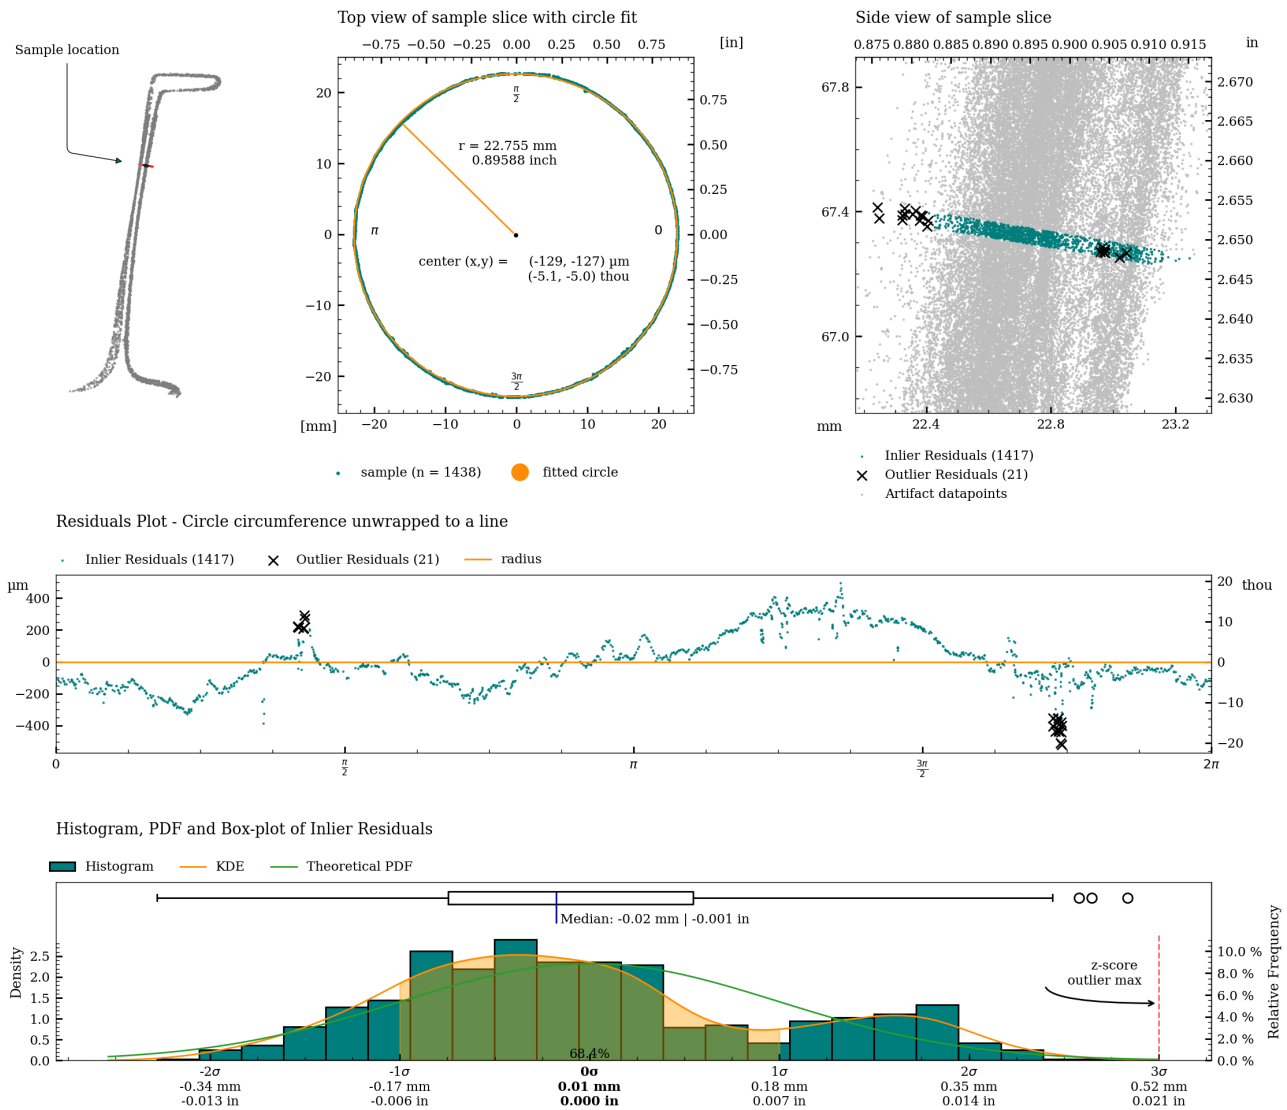 Sample location
Top view of sample slice with circle fit
−0.75 −0.50 −0.25 0.00 0.25 0.50 0.75 [in]
20
10
0
−10
−20
0.75
0.50
0.25
0.00
−0.25
−0.50
−0.75
π/2
r = 22.755 mm
0.89588 inch
π
0
center (x,y) = (-129, -127) µm
(-5.1, -5.0) thou
3π/2
[mm] −20 −10 0 10 20
sample (n = 1438) fitted circle
Side view of sample slice
0.875 0.880 0.885 0.890 0.895 0.900 0.905 0.910 0.915 in
67.8
67.4
67.0
2.670
2.665
2.660
2.655
2.650
2.645
2.640
2.635
2.630
mm 22.4 22.8 23.2
Inlier Residuals (1417)
Outlier Residuals (21)
Artifact datapoints
Residuals Plot - Circle circumference unwrapped to a line
Inlier Residuals (1417) Outlier Residuals (21) radius
µm
400
200
0
−200
−400
20 thou
10
0
−10
−20
0 π/2 π 3π/2 2π
Histogram, PDF and Box-plot of Inlier Residuals
Histogram KDE Theoretical PDF
Median: -0.02 mm | -0.001 in
Density
2.5
2.0
1.5
1.0
0.5
0.0
z-score
outlier max
68.4%
10.0 %
8.0 %
6.0 %
4.0 %
2.0 %
0.0 %
Relative Frequency
-2σ -1σ 0σ 1σ 2σ 3σ
-0.34 mm -0.17 mm 0.01 mm 0.18 mm 0.35 mm 0.52 mm
-0.013 in -0.006 in 0.000 in 0.007 in 0.014 in 0.021 in